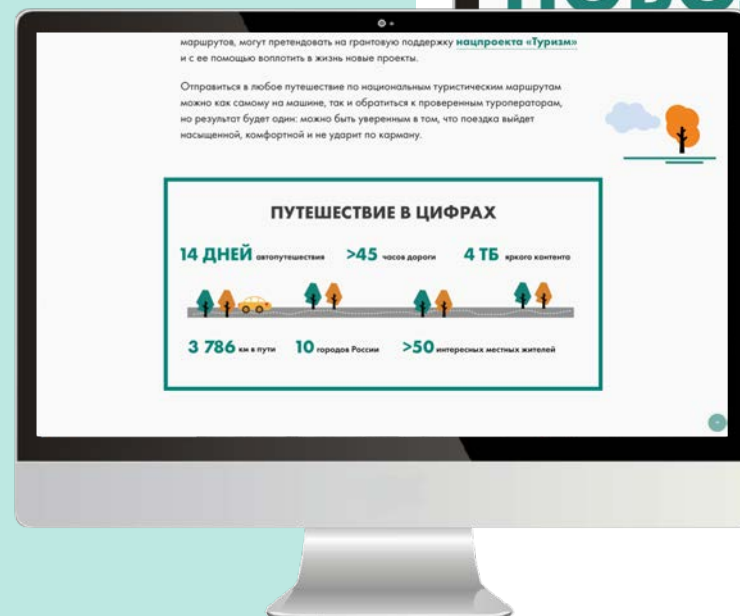 маршрутов, могут претендовать на грантовую поддержку нацпроекта «Туризм»
и с ее помощью воплотить в жизнь новые проекты.
Отправиться в любое путешествие по национальным туристическим маршрутам
можно как самому на машине, так и обратиться к проверенным туроператорам,
но результат будет один: можно быть уверенным в том, что поездка выйдет
насыщенной, комфортной и не ударит по карману.
ПУТЕШЕСТВИЕ В ЦИФРАХ
14 ДНЕЙ автопутешествия >45 часов дороги 4 ТБ яркого контента
3 786 км в пути 10 городов России >50 интересных местных жителей